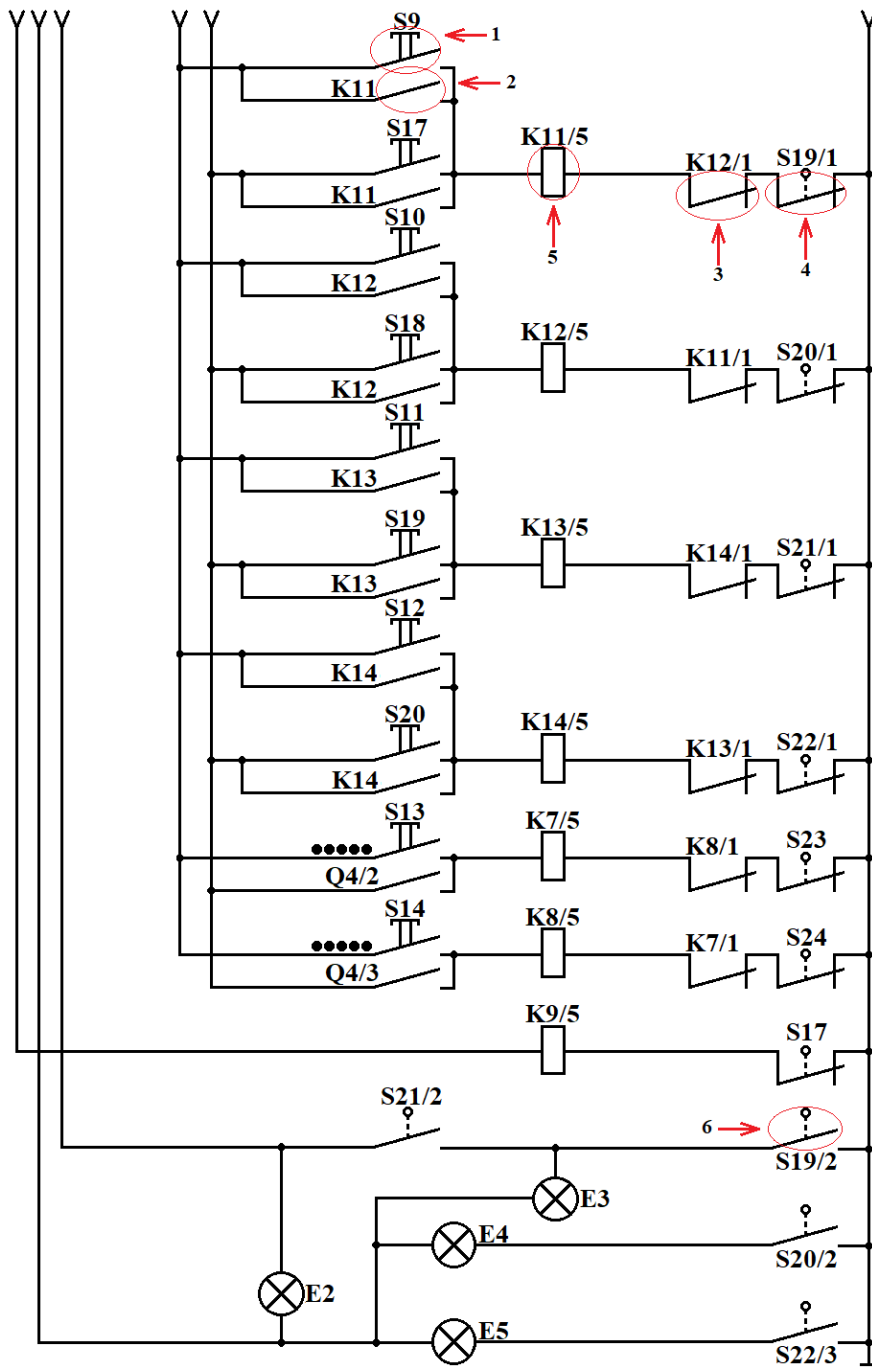 S9
1
K11
2
S17
K11/5
K12/1
S19/1
K11
S10
5
3
4
K12
S18
K12/5
K11/1
S20/1
K12
S11
K13
S19
K13/5
K14/1
S21/1
K13
S12
K14
S20
K14/5
K13/1
S22/1
K14
S13
K7/5
K8/1
S23
Q4/2
S14
K8/5
K7/1
S24
Q4/3
K9/5
S17
S21/2
6
S19/2
E3
E4
S20/2
E2
E5
S22/3